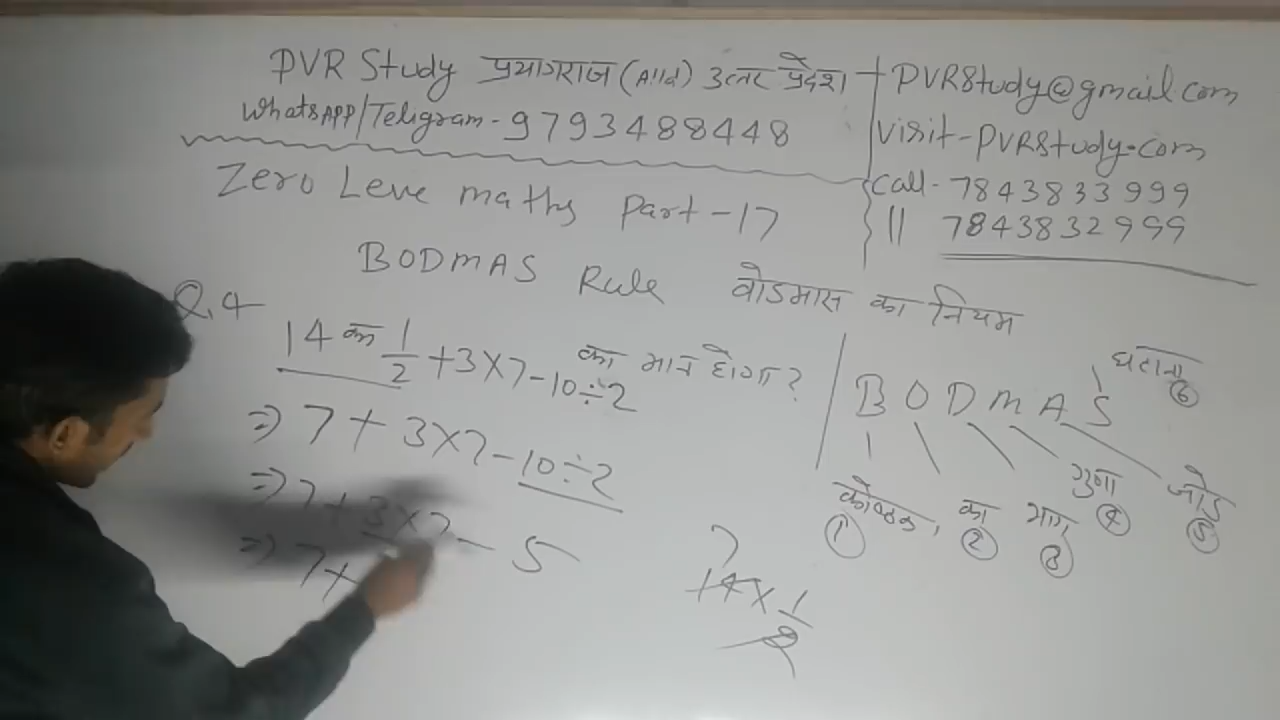 PVR Study प्रयागराज (Alld) उत्तर प्रदेश
WhatsAPP/Teligram - 9793488448
PVRStudy@gmail.com
Visit - PVRStudy.com
Call - 7843833999
|| 7843832999
Zero Leve maths Part - 17
BODMAS Rule वोडमास का नियम
Q.4
14 का 1/2 + 3 × 7 - 10 ÷ 2 का मान होगा?
⇒ 7 + 3 × 7 - 10 ÷ 2
⇒ 7 + 3 × 7 - 5
⇒ 7 +
7
14 × 1/2
B O D M A S
घटाना ⑥
कोष्ठक, का भाग गुणा जोड़
① ② ③ ④ ⑤